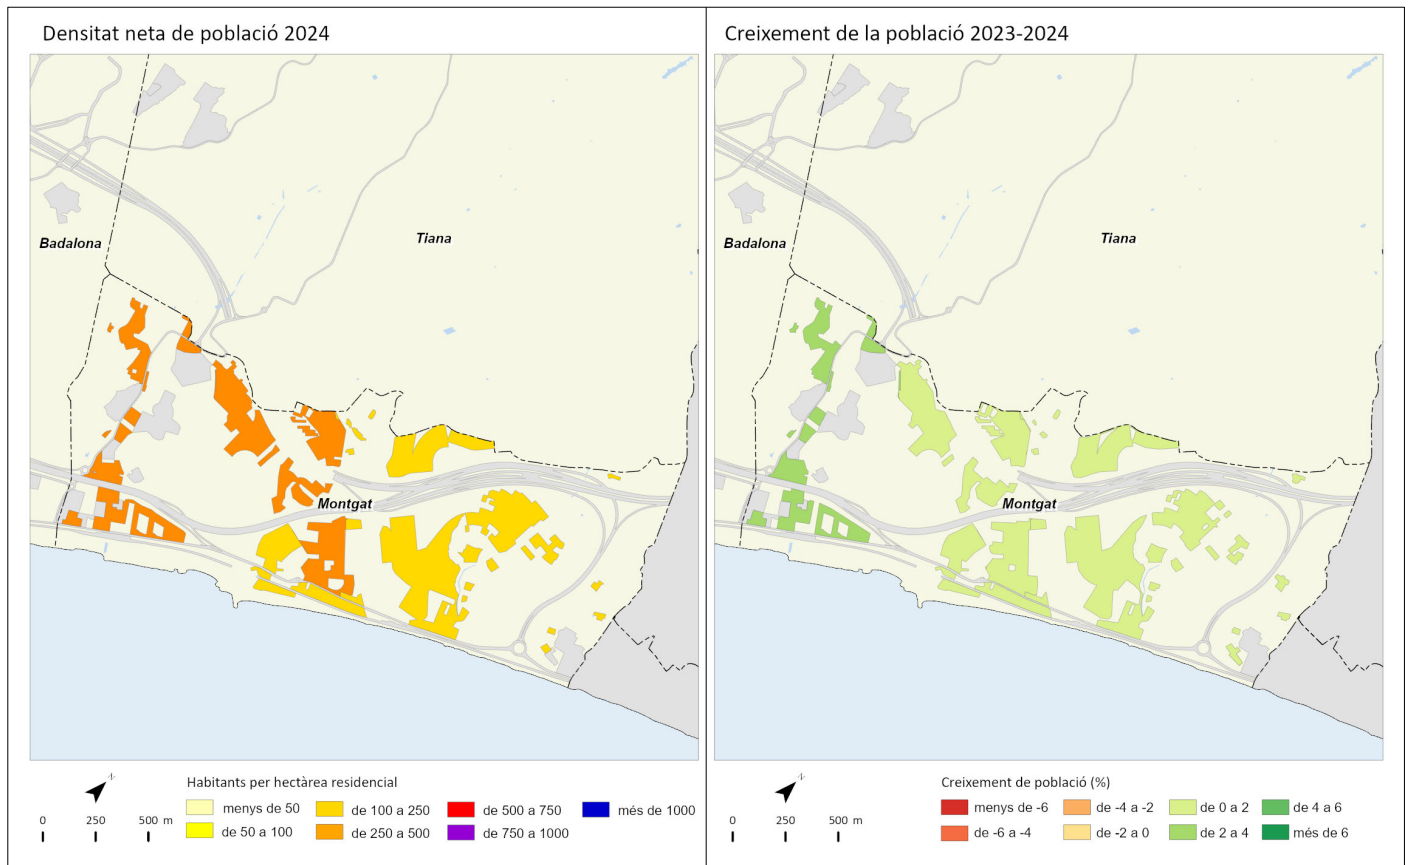 Densitat neta de població 2024
Badalona
Tiana
Montgat
N
0 250 500 m
Habitants per hectàrea residencial
menys de 50
de 50 a 100
de 100 a 250
de 250 a 500
de 500 a 750
de 750 a 1000
més de 1000
Creixement de la població 2023-2024
Badalona
Tiana
Montgat
N
0 250 500 m
Creixement de població (%)
menys de -6
de -6 a -4
de -4 a -2
de -2 a 0
de 0 a 2
de 2 a 4
de 4 a 6
més de 6